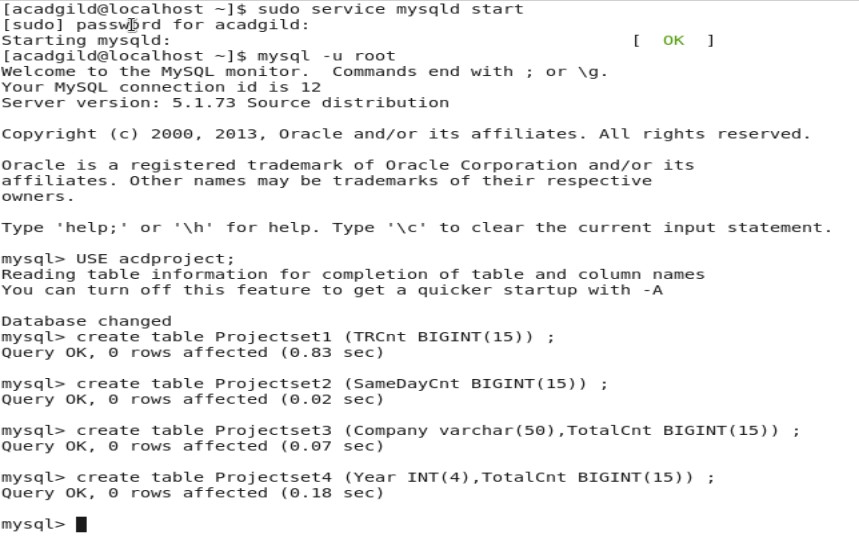 [acadgild@localhost ~]$ sudo service mysqld start
[sudo] password for acadgild:
Starting mysqld:                                           [  OK  ]
[acadgild@localhost ~]$ mysql -u root
Welcome to the MySQL monitor.  Commands end with ; or \g.
Your MySQL connection id is 12
Server version: 5.1.73 Source distribution

Copyright (c) 2000, 2013, Oracle and/or its affiliates. All rights reserved.

Oracle is a registered trademark of Oracle Corporation and/or its
affiliates. Other names may be trademarks of their respective
owners.

Type 'help;' or '\h' for help. Type '\c' to clear the current input statement.

mysql> USE acdproject;
Reading table information for completion of table and column names
You can turn off this feature to get a quicker startup with -A

Database changed
mysql> create table Projectset1 (TRCnt BIGINT(15)) ;
Query OK, 0 rows affected (0.83 sec)

mysql> create table Projectset2 (SameDayCnt BIGINT(15)) ;
Query OK, 0 rows affected (0.02 sec)

mysql> create table Projectset3 (Company varchar(50),TotalCnt BIGINT(15)) ;
Query OK, 0 rows affected (0.07 sec)

mysql> create table Projectset4 (Year INT(4),TotalCnt BIGINT(15)) ;
Query OK, 0 rows affected (0.18 sec)

mysql>